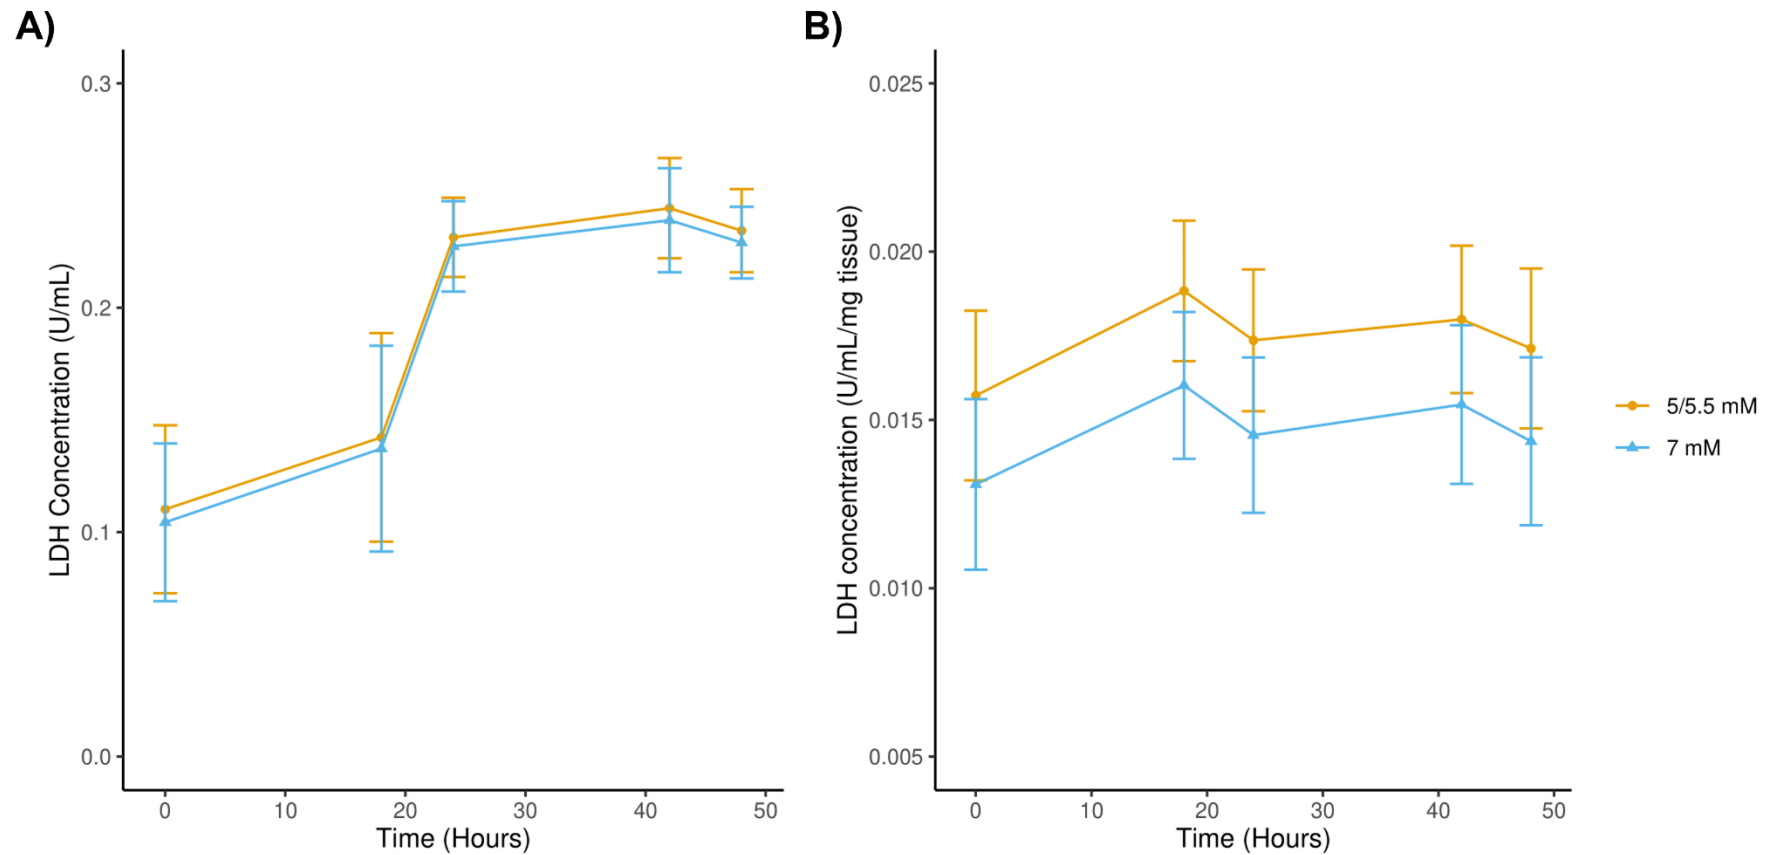 A)
LDH Concentration (U/mL)
0.3
0.2
0.1
0.0
0 10 20 30 40 50
Time (Hours)
B)
LDH concentration (U/mL/mg tissue)
0.025
0.020
0.015
0.010
0.005
0 10 20 30 40 50
Time (Hours)
5/5.5 mM
7 mM